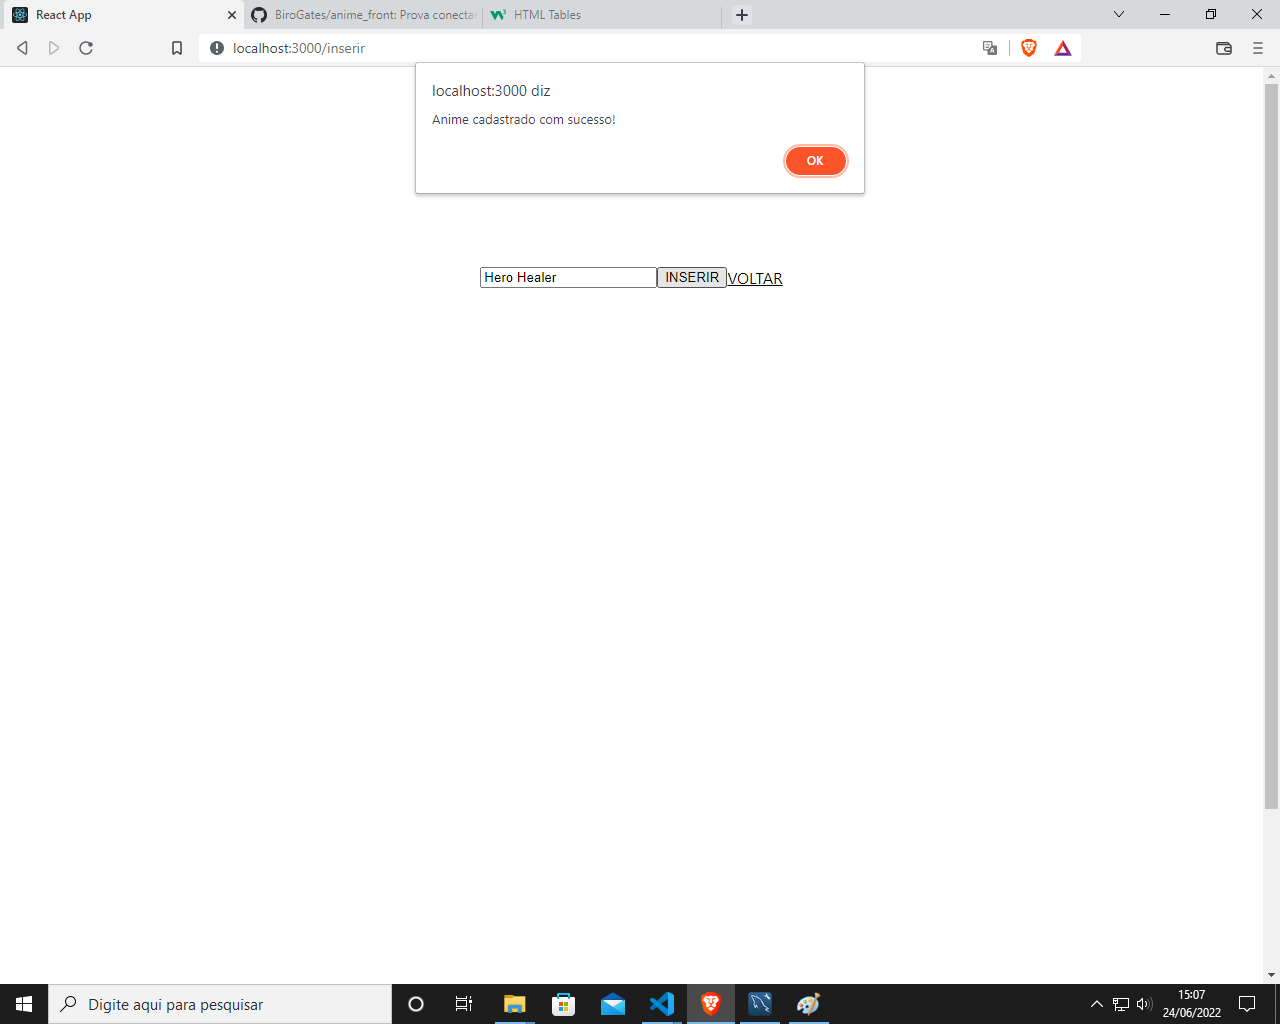 React App
BiroGates/anime_front: Prova conecta
HTML Tables
localhost:3000/inserir
localhost:3000 diz
Anime cadastrado com sucesso!
OK
Hero Healer
INSERIR
VOLTAR
Digite aqui para pesquisar
15:07
24/06/2022